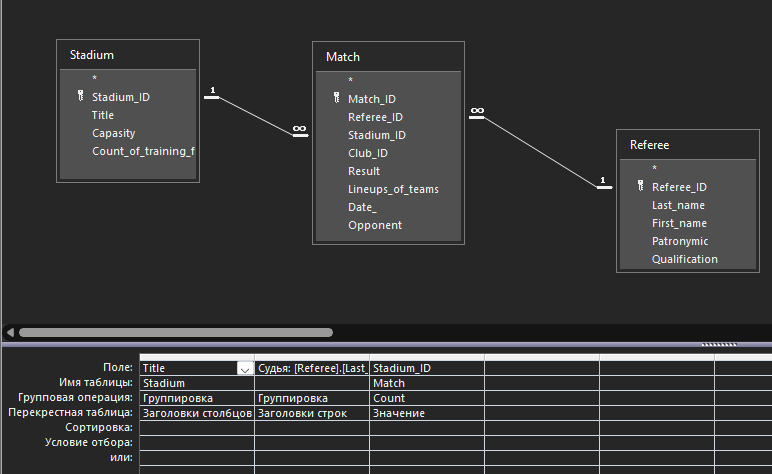 Stadium
*
Stadium_ID
Title
Capasity
Count_of_training_f
1
∞
Match
*
Match_ID
Referee_ID
Stadium_ID
Club_ID
Result
Lineups_of_teams
Date_
Opponent
∞
1
Referee
*
Referee_ID
Last_name
First_name
Patronymic
Qualification
Поле: Title Судья: [Referee].[Last_ Stadium_ID
Имя таблицы: Stadium Match
Групповая операция: Группировка Группировка Count
Перекрестная таблица: Заголовки столбцов Заголовки строк Значение
Сортировка:
Условие отбора:
или: